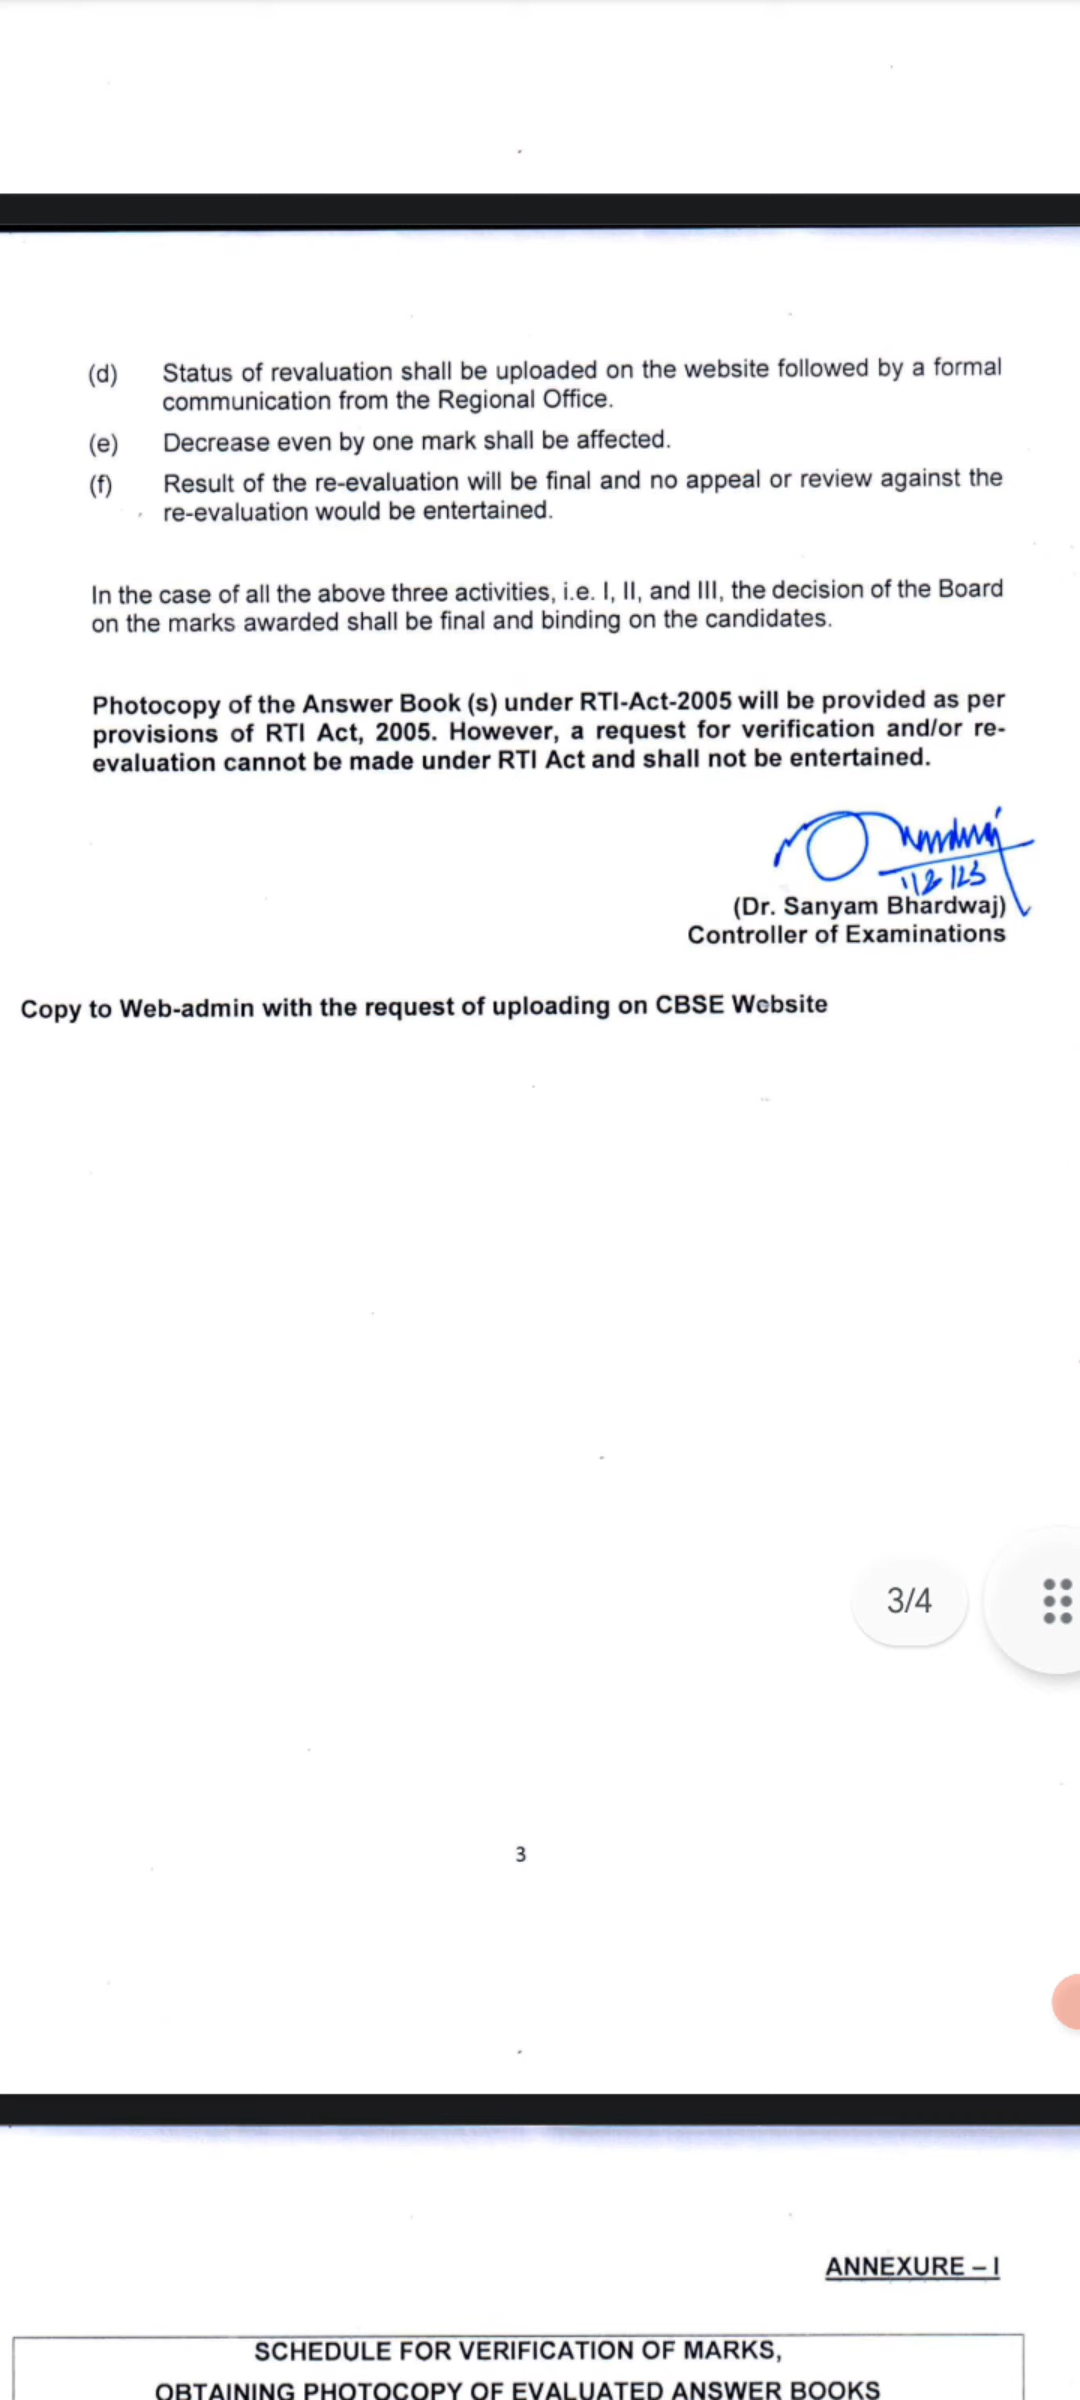 (d) Status of revaluation shall be uploaded on the website followed by a formal
communication from the Regional Office.
(e) Decrease even by one mark shall be affected.
(f) Result of the re-evaluation will be final and no appeal or review against the
re-evaluation would be entertained.
In the case of all the above three activities, i.e. I, II, and III, the decision of the Board
on the marks awarded shall be final and binding on the candidates.
Photocopy of the Answer Book (s) under RTI-Act-2005 will be provided as per
provisions of RTI Act, 2005. However, a request for verification and/or re-
evaluation cannot be made under RTI Act and shall not be entertained.
(Dr. Sanyam Bhardwaj)
Controller of Examinations
Copy to Web-admin with the request of uploading on CBSE Website
3/4
3
ANNEXURE – I
SCHEDULE FOR VERIFICATION OF MARKS,
OBTAINING PHOTOCOPY OF EVALUATED ANSWER BOOKS